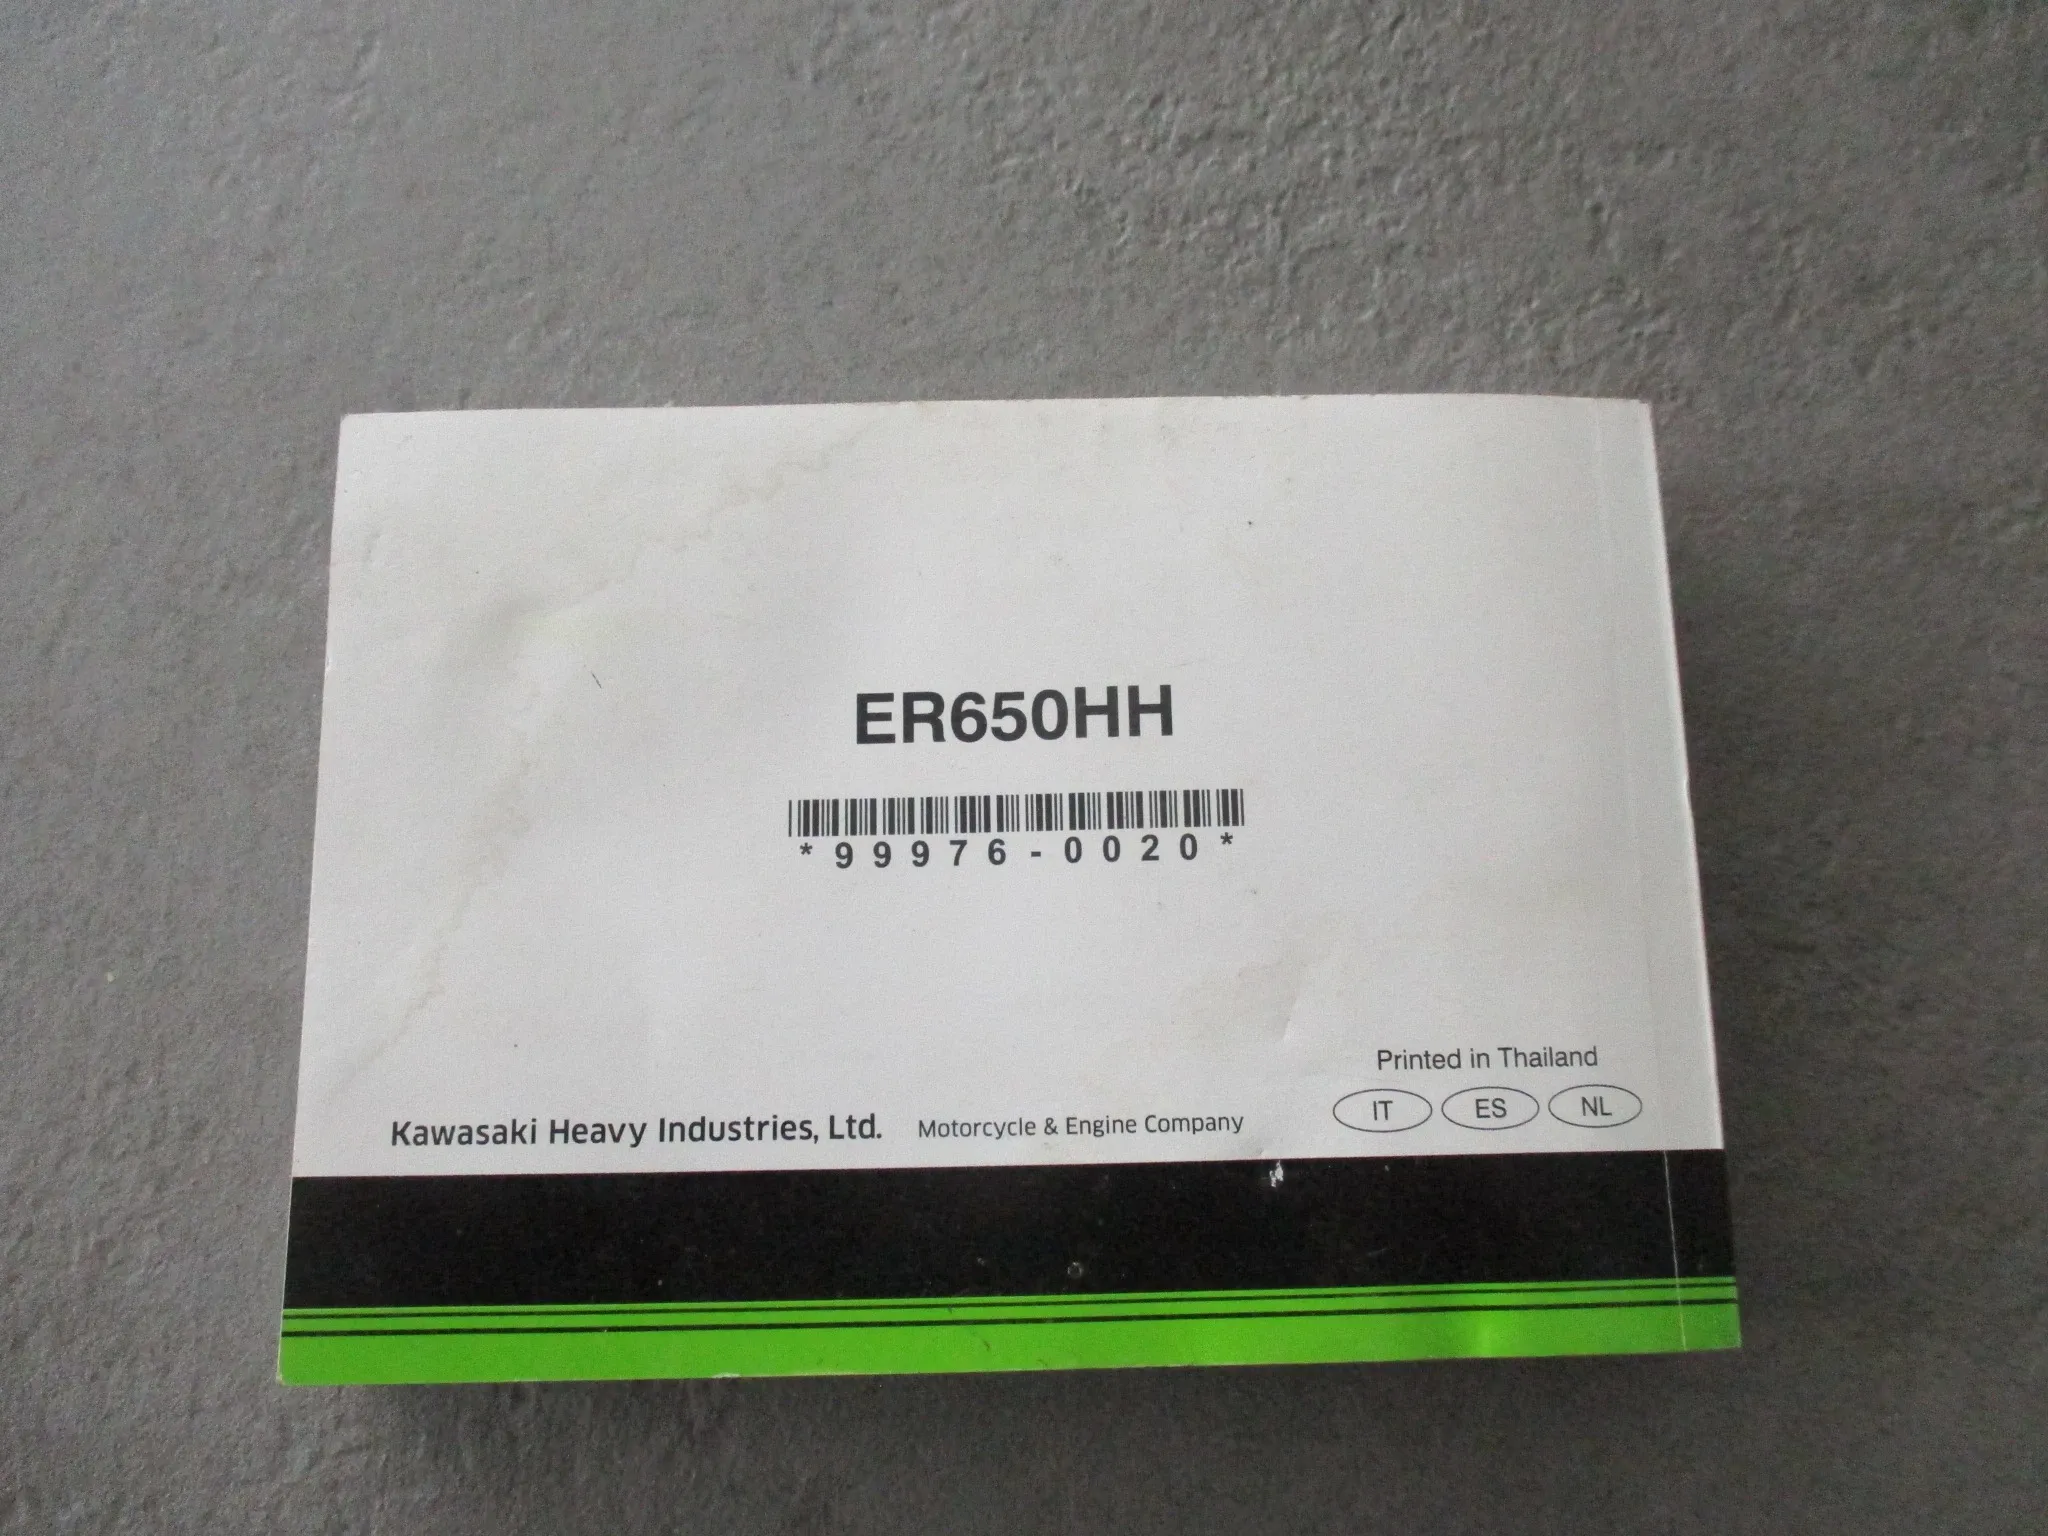 ER650HH
*99976-0020*
Printed in Thailand
IT ES NL
Kawasaki Heavy Industries, Ltd. Motorcycle & Engine Company